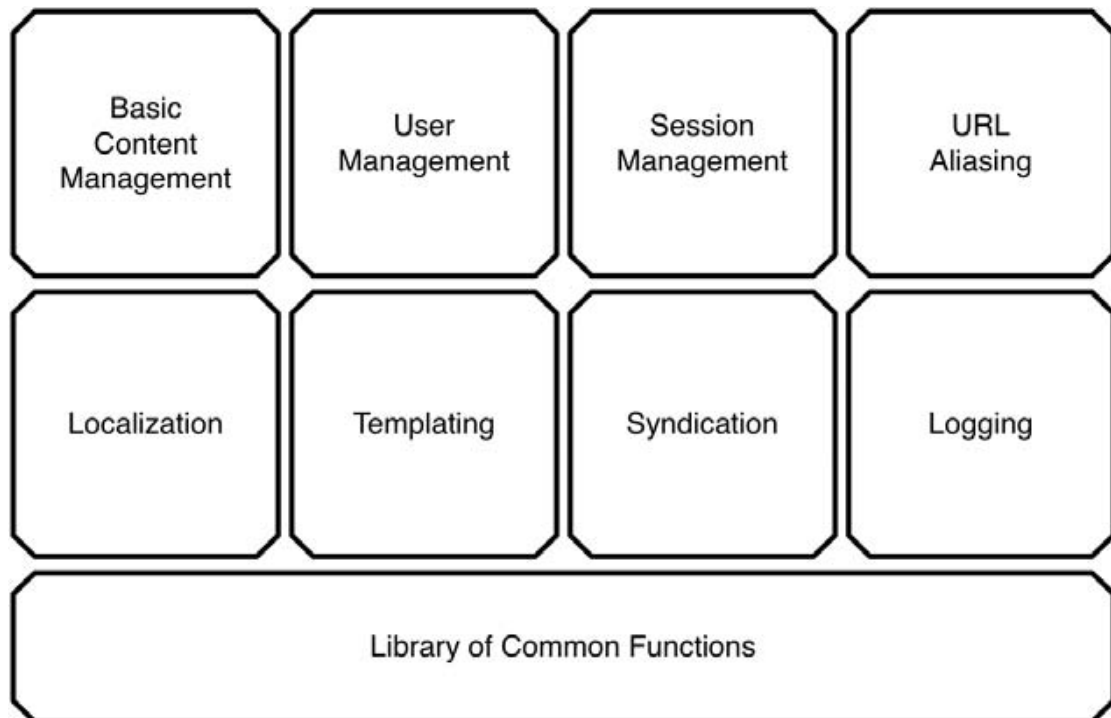 Basic
Content
Management
User
Management
Session
Management
URL
Aliasing
Localization
Templating
Syndication
Logging
Library of Common Functions